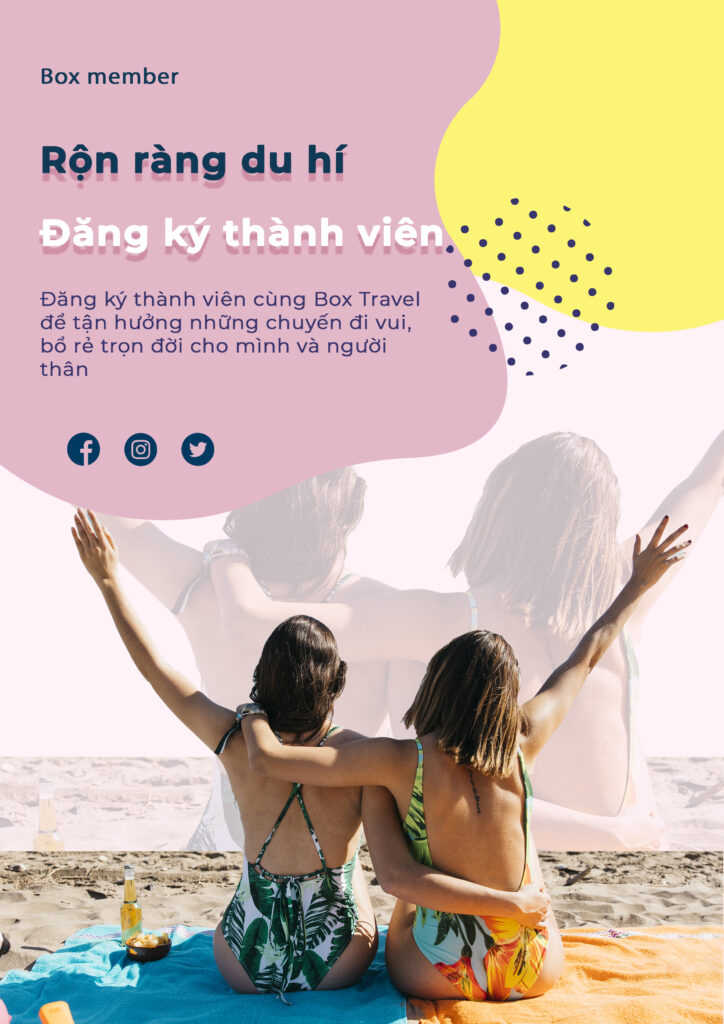 Box member
Rộn ràng du hí
Đăng ký thành viên
Đăng ký thành viên cùng Box Travel
để tận hưởng những chuyến đi vui,
bổ rẻ trọn đời cho mình và người
thân